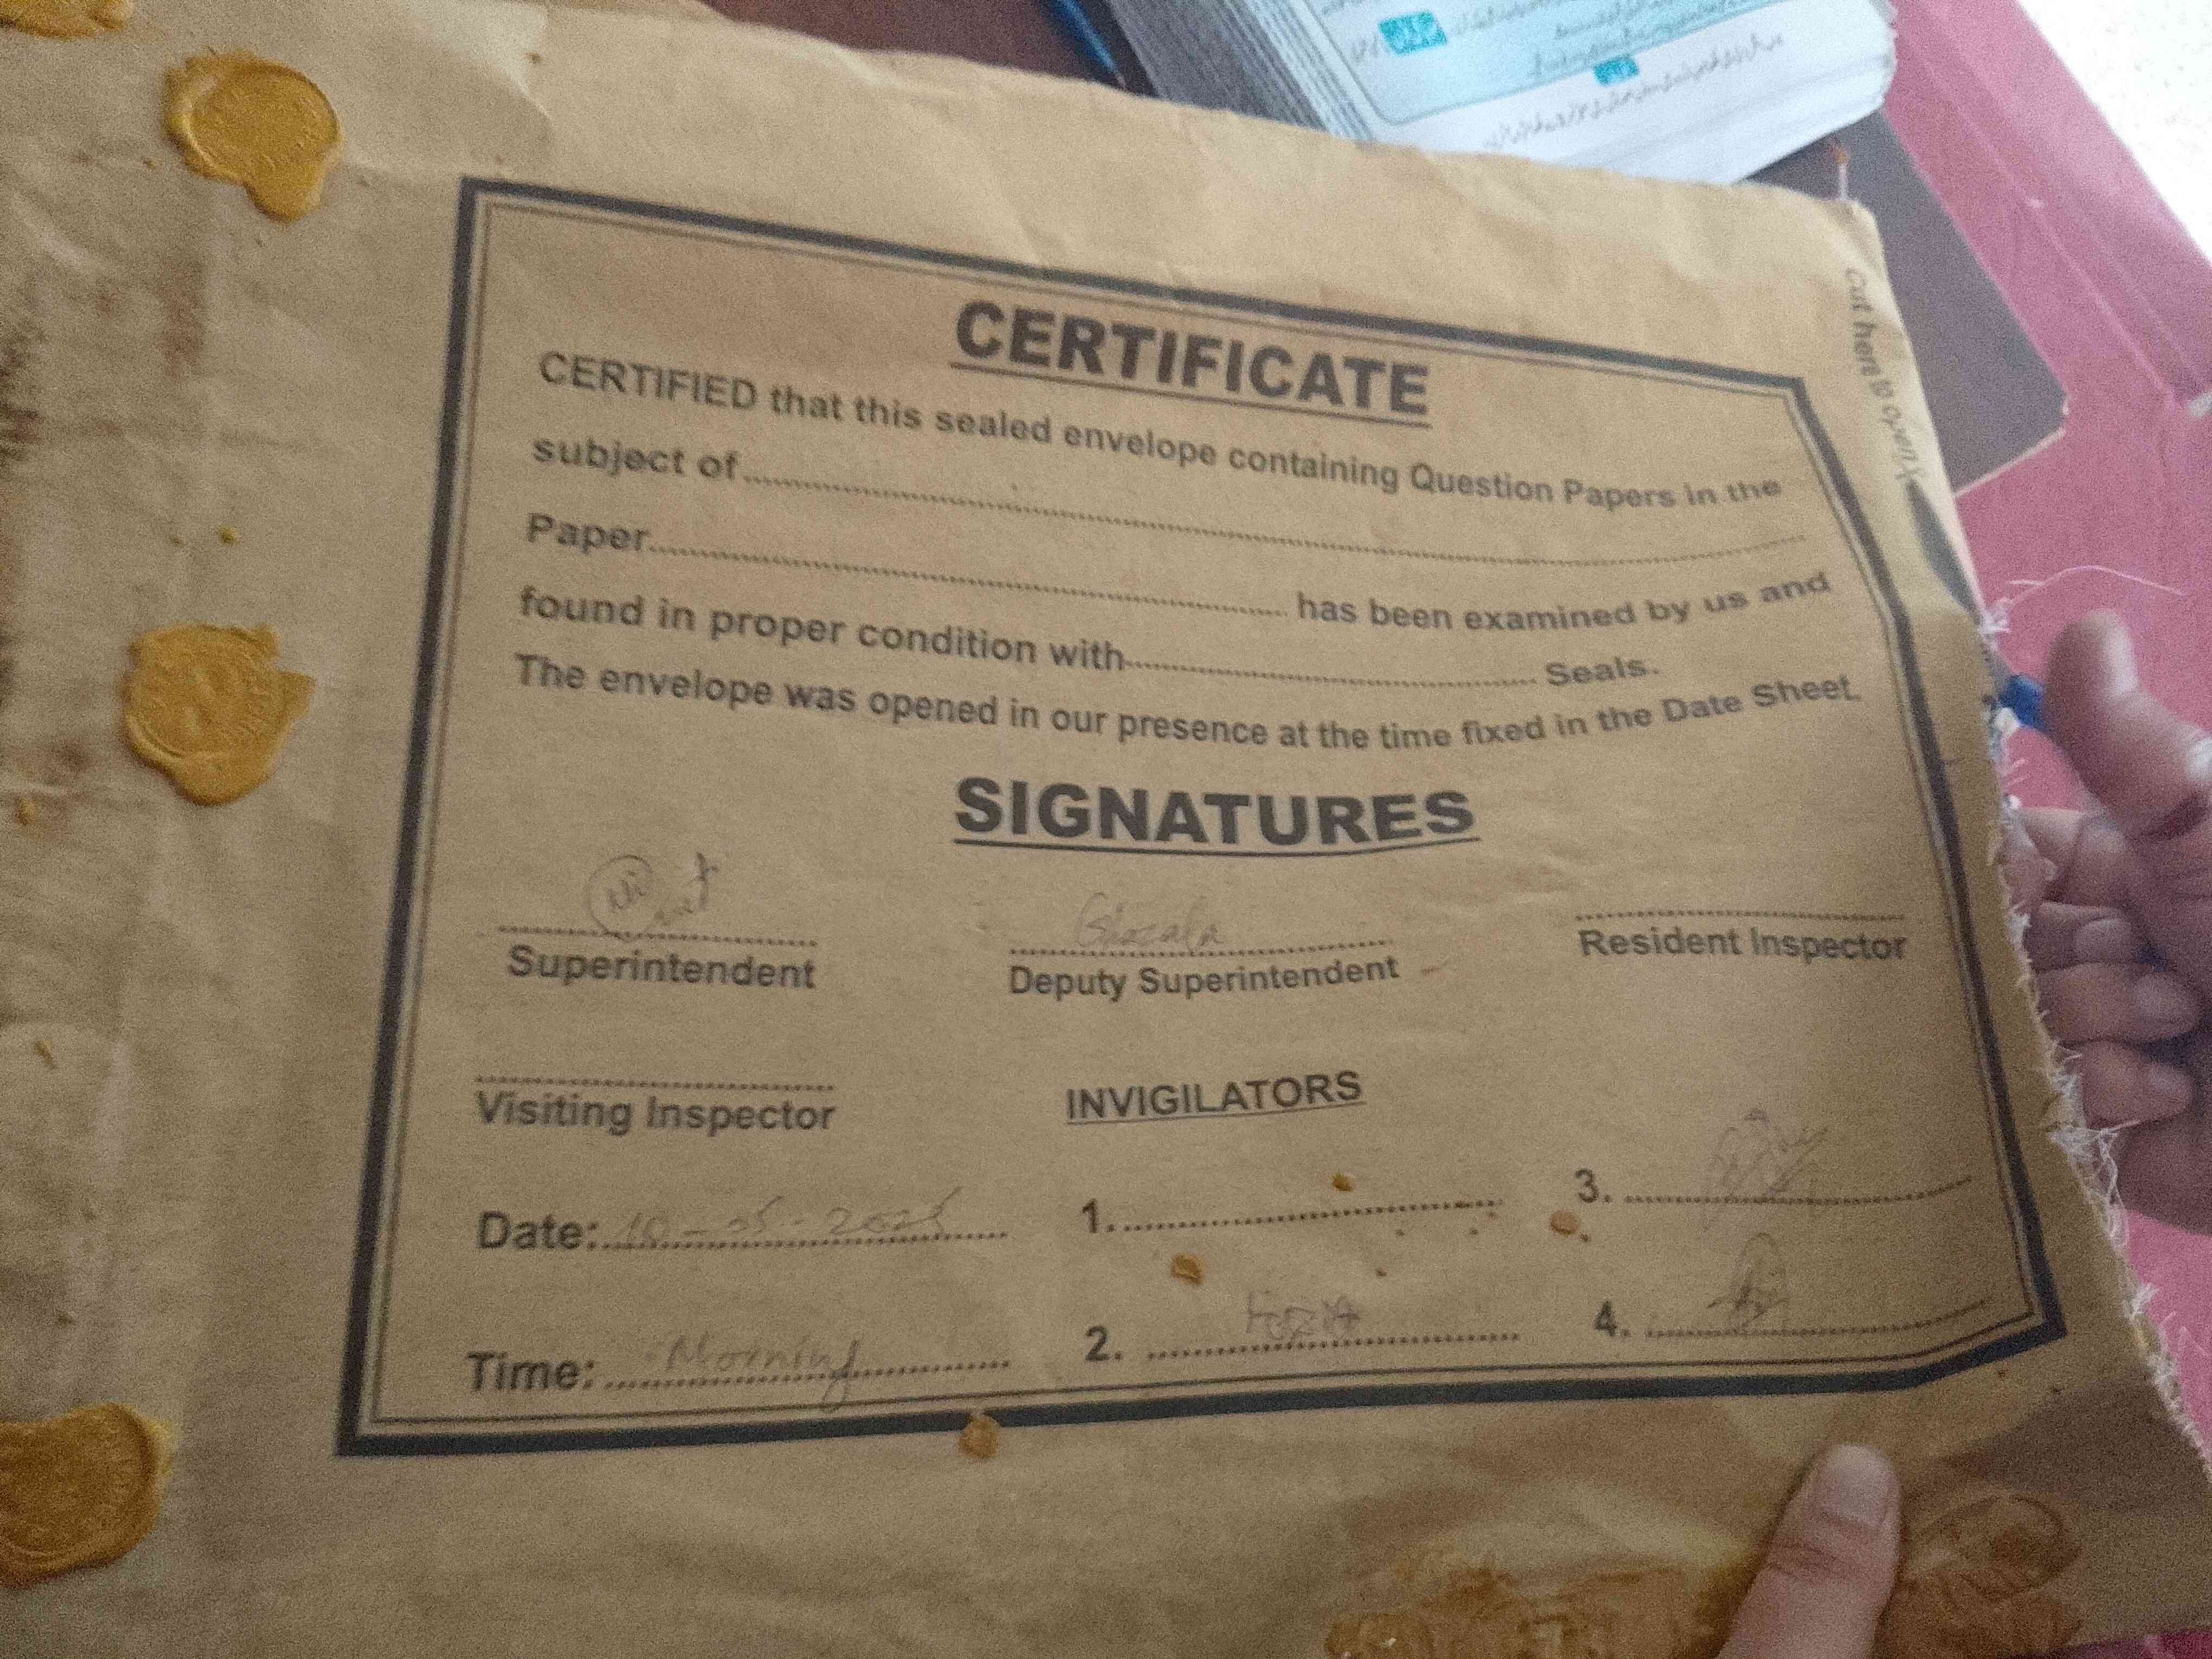 CERTIFICATE
CERTIFIED that this sealed envelope containing Question Papers in the
subject of
Paper has been examined by us and
found in proper condition with Seals.
The envelope was opened in our presence at the time fixed in the Date Sheet.
SIGNATURES
Ghazala
Superintendent Deputy Superintendent Resident Inspector
Visiting Inspector INVIGILATORS
Date: 10-05-2025 1. 3.
Time: Morning 2. 4.
cut here to open